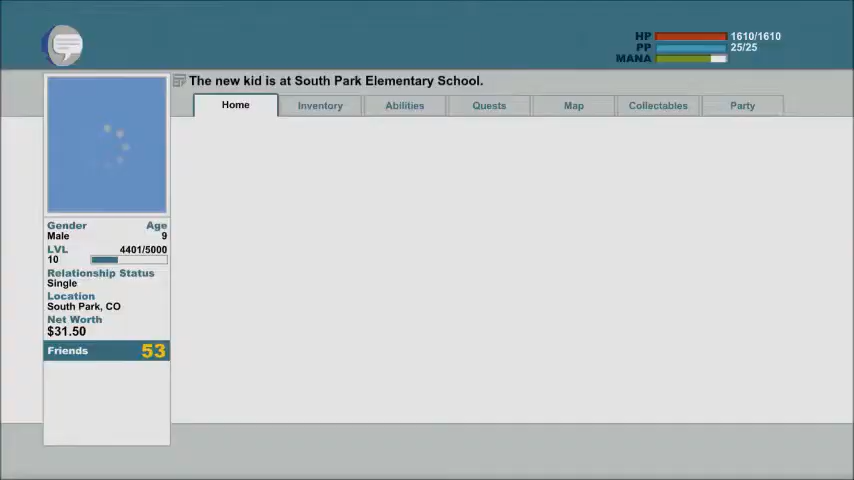 HP 1610/1610
PP 25/25
MANA
The new kid is at South Park Elementary School.
Home Inventory Abilities Quests Map Collectables Party
Gender Age
Male 9
LVL 4401/5000
10
Relationship Status
Single
Location
South Park, CO
Net Worth
$31.50
Friends 53